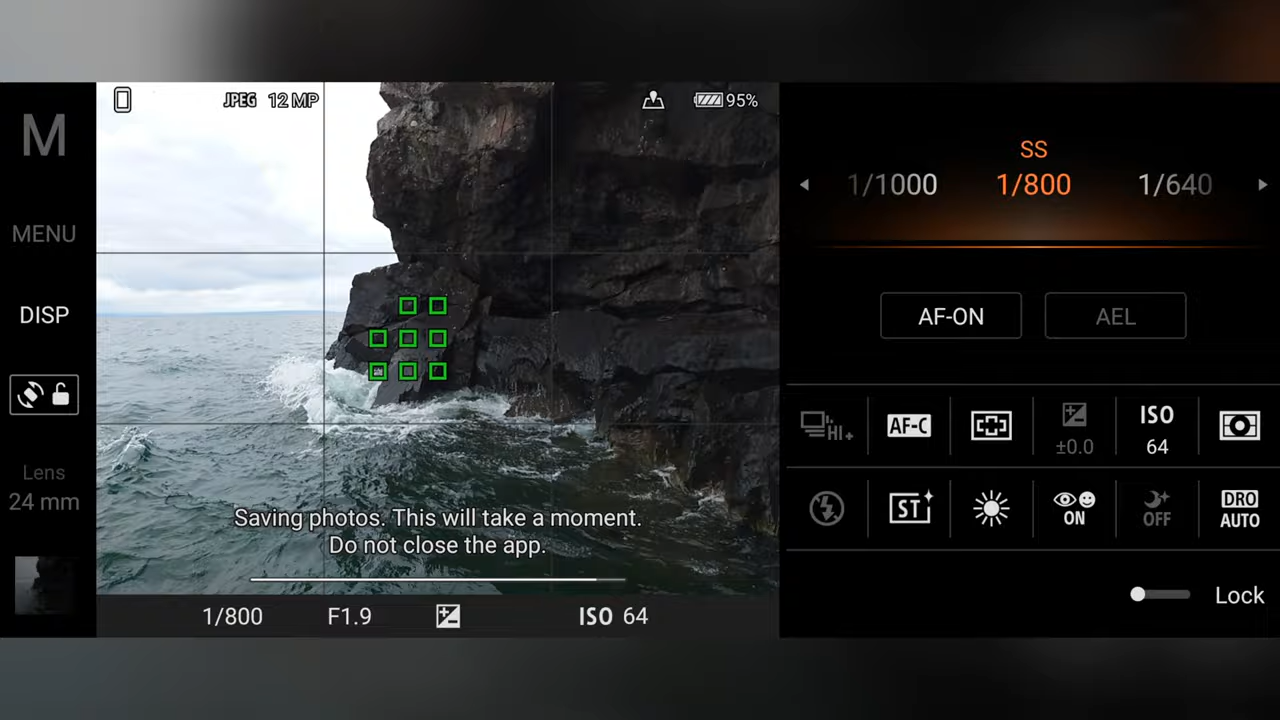 M
MENU
DISP
Lens
24 mm
JPEG 12 MP
95%
Saving photos. This will take a moment.
Do not close the app.
1/800 F1.9 ISO 64
SS
1/1000 1/800 1/640
AF-ON AEL
HI+ AF-C ±0.0 ISO 64
ST ON OFF DRO AUTO
Lock